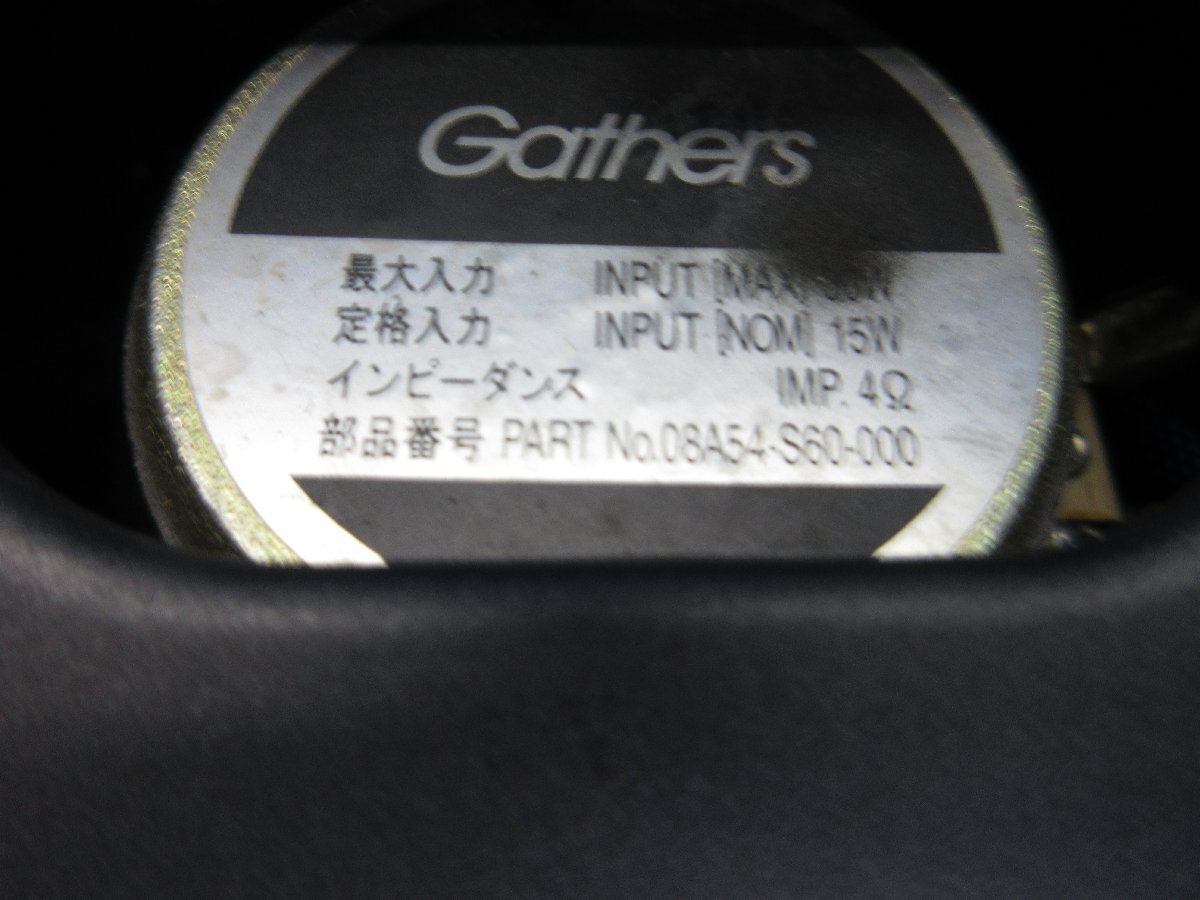 Gathers
最大入力 INPUT [MAX] W
定格入力 INPUT [NOM] 15W
インピーダンス IMP. 4Ω
部品番号 PART No.08A54-S60-000